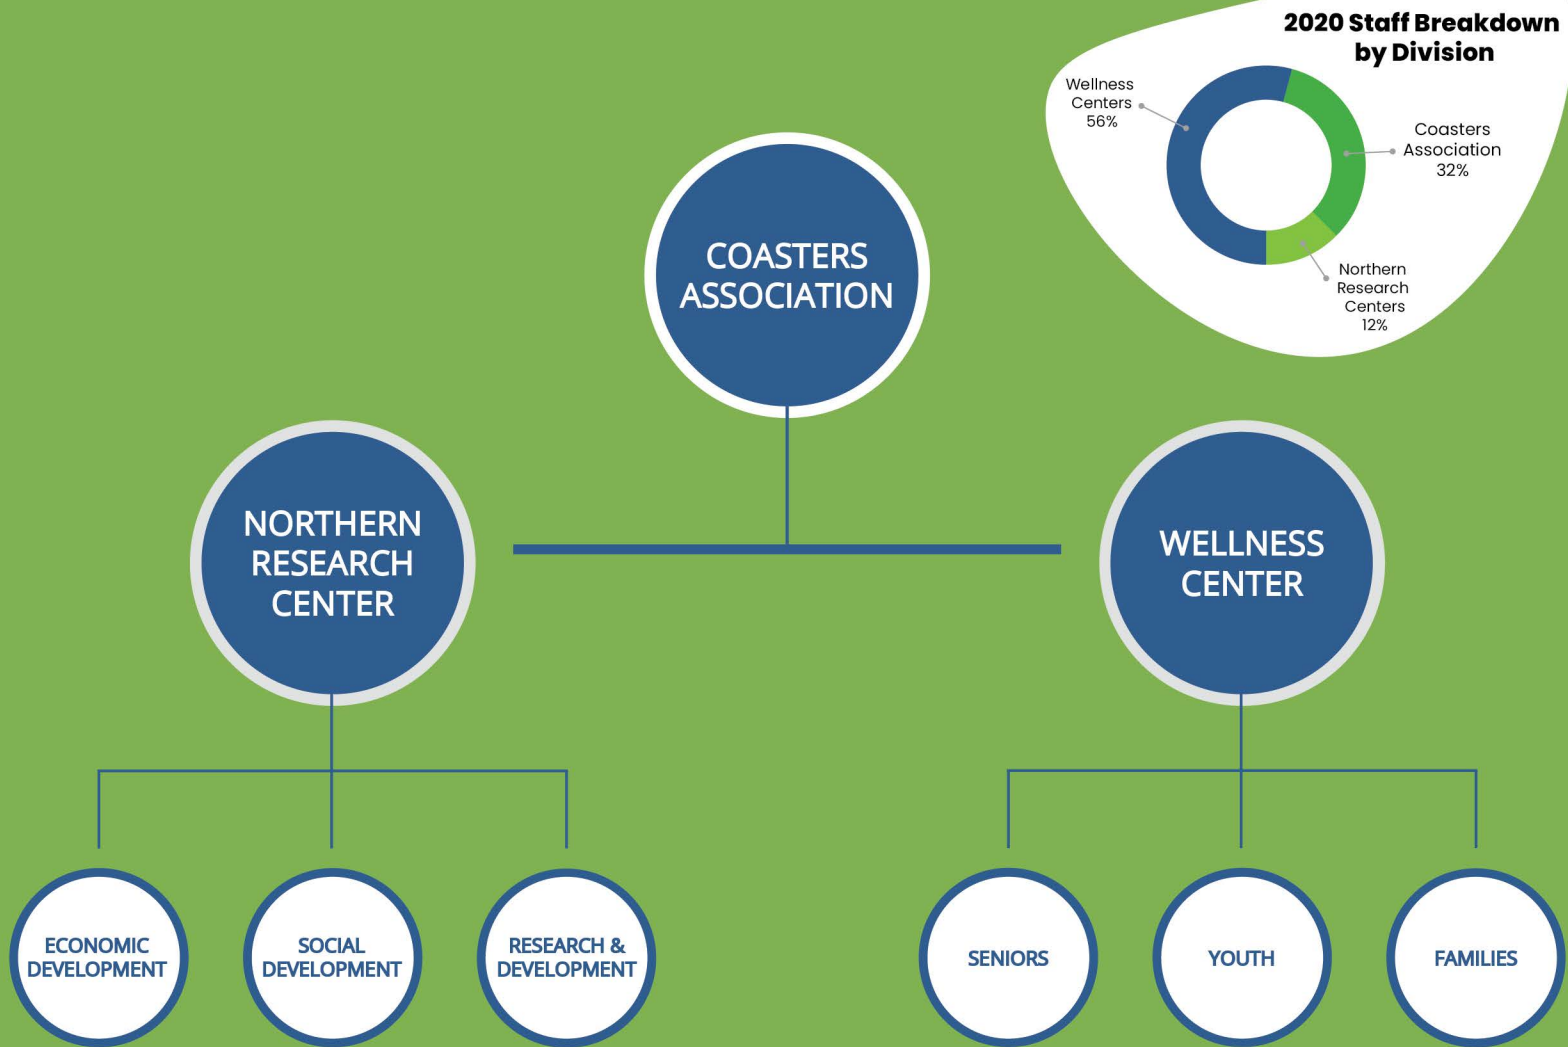 2020 Staff Breakdown
by Division
Wellness
Centers
56%
Coasters
Association
32%
Northern
Research
Centers
12%
COASTERS
ASSOCIATION
NORTHERN
RESEARCH
CENTER
WELLNESS
CENTER
ECONOMIC
DEVELOPMENT
SOCIAL
DEVELOPMENT
RESEARCH &
DEVELOPMENT
SENIORS
YOUTH
FAMILIES